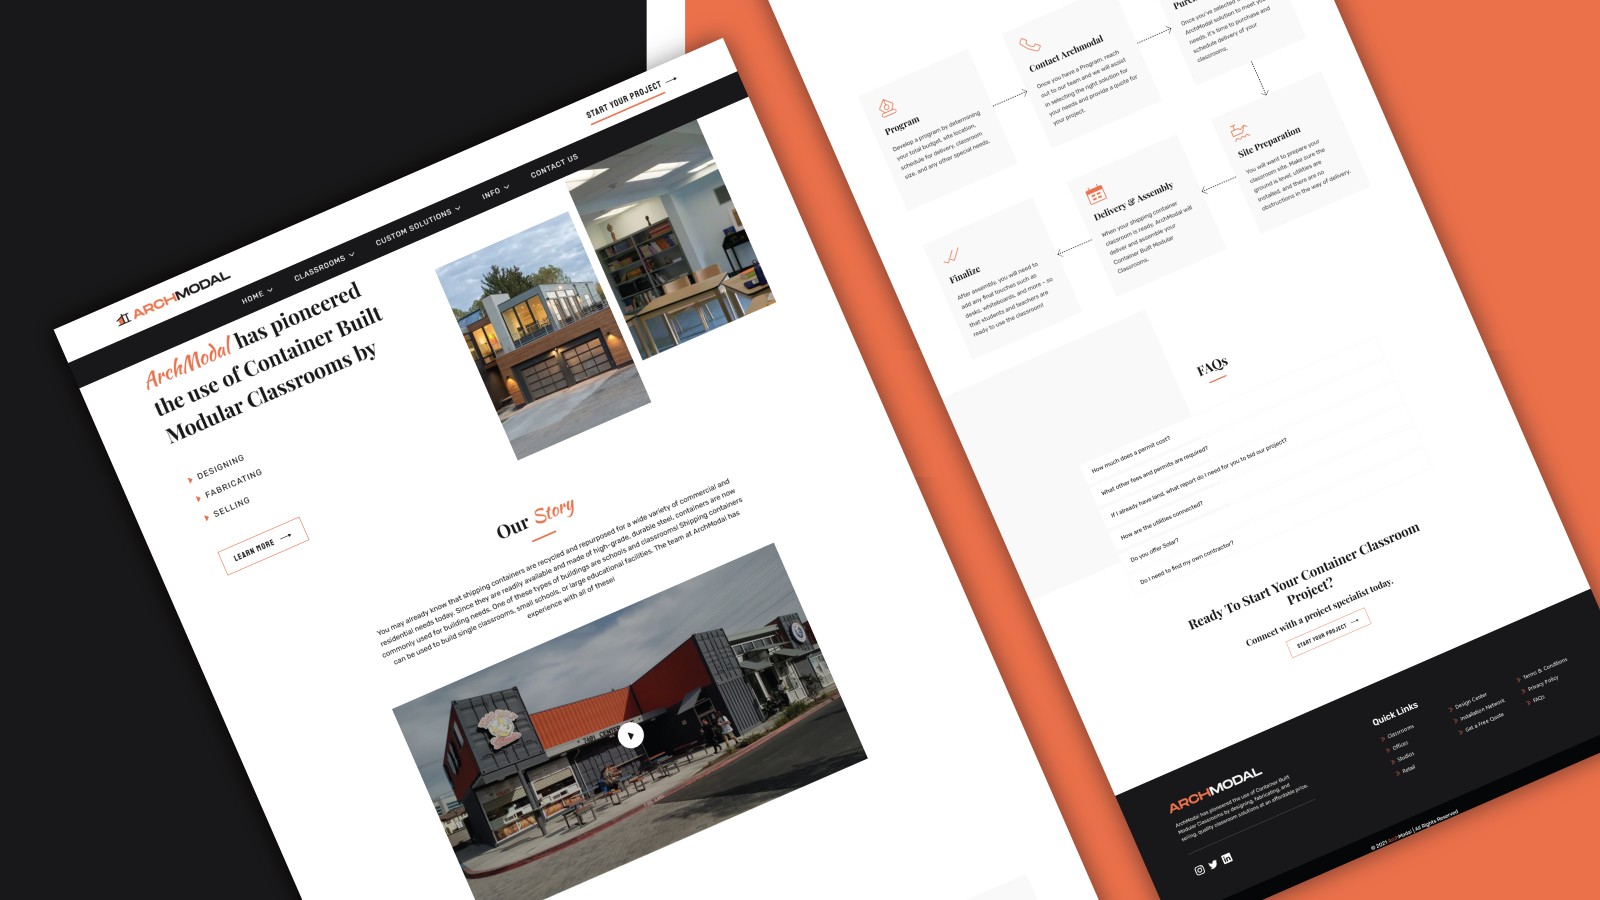 START YOUR PROJECT
ARCHMODAL
HOME
CLASSROOMS
CUSTOM SOLUTIONS
INFO
CONTACT US
ArchModal has pioneered
the use of Container Built
Modular Classrooms by
DESIGNING
FABRICATING
SELLING
LEARN MORE
Our Story
You may already know that shipping containers are recycled and repurposed for a wide variety of commercial and
residential needs today. Since they are readily available and made of high-grade, durable steel, containers are now
commonly used for building needs. One of these types of buildings are schools and classrooms! Shipping containers
can be used to build single classrooms, small schools, or large educational facilities. The team at ArchModal has
experience with all of these!
Program
Develop a program by determining
your total budget, site location,
schedule for delivery, classroom
size, and any other special needs.
Contact Archmodal
Once you have a Program, reach
out to our team and we will assist
in selecting the right solution for
your needs and provide a quote for
your project.
Once you've selected
ArchModal solution to meet your
needs, it's time to purchase and
schedule delivery of your
classrooms.
Site Preparation
You will want to prepare your
classroom site. Make sure the
ground is level, utilities are
installed, and there are no
obstructions in the way of delivery.
Delivery & Assembly
When your shipping container
classroom is ready, ArchModal will
deliver and assemble your
Container Built Modular
Classrooms.
Finalize
After assembly, you will need to
add any final touches such as
desks, whiteboards, and more - so
that students and teachers are
ready to use the classroom!
FAQs
How much does a permit cost?
What other fees and permits are required?
If I already have land, what report do I need for you to bid our project?
How are the utilities connected?
Do you offer Solar?
Do I need to find my own contractor?
Ready To Start Your Container Classroom
Project?
Connect with a project specialist today.
START YOUR PROJECT
ARCHMODAL
ArchModal has pioneered the use of Container Built
Modular Classrooms by designing, fabricating, and
selling, quality classroom solutions at an affordable price.
Quick Links
Classrooms
Offices
Studios
Retail
Design Center
Installation Network
Get a Free Quote
Terms & Conditions
Privacy Policy
FAQs
© 2021 ArchModal | All Rights Reserved